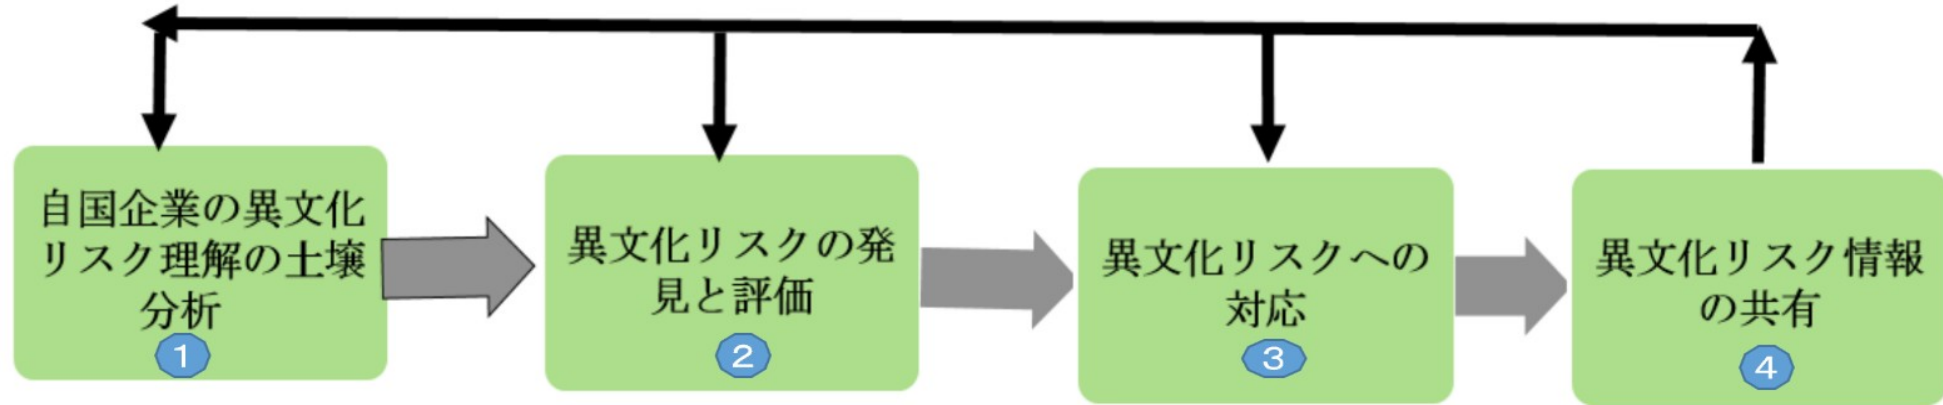 自国企業の異文化
リスク理解の土壌
分析
1
異文化リスクの発
見と評価
2
異文化リスクへの
対応
3
異文化リスク情報
の共有
4